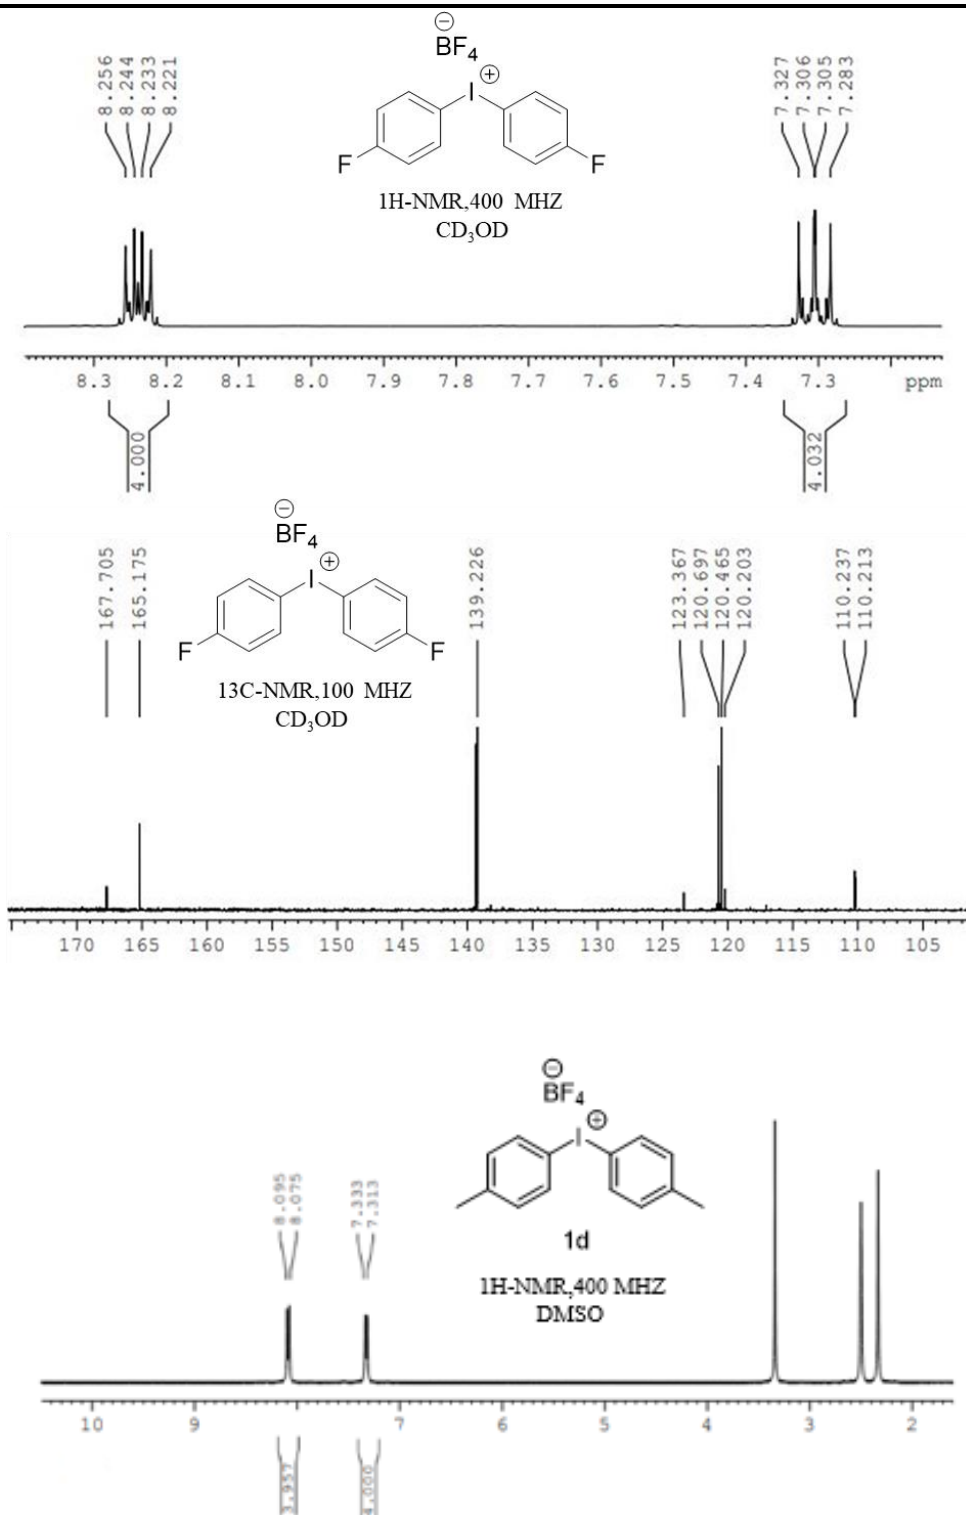 8.256
8.244
8.233
8.221
7.327
7.306
7.305
7.283
⊖
BF4
I ⊕
F F
1H-NMR,400 MHZ
CD3OD
8.3 8.2 8.1 8.0 7.9 7.8 7.7 7.6 7.5 7.4 7.3 ppm
4.000
4.032
167.705
165.175
139.226
123.367
120.697
120.465
120.203
110.237
110.213
⊖
BF4
I ⊕
F F
13C-NMR,100 MHZ
CD3OD
170 165 160 155 150 145 140 135 130 125 120 115 110 105
⊖
BF4
I ⊕
8.095
8.075
7.333
7.313
1d
1H-NMR,400 MHZ
DMSO
10 9 7 6 5 4 3 2
3.957
4.000